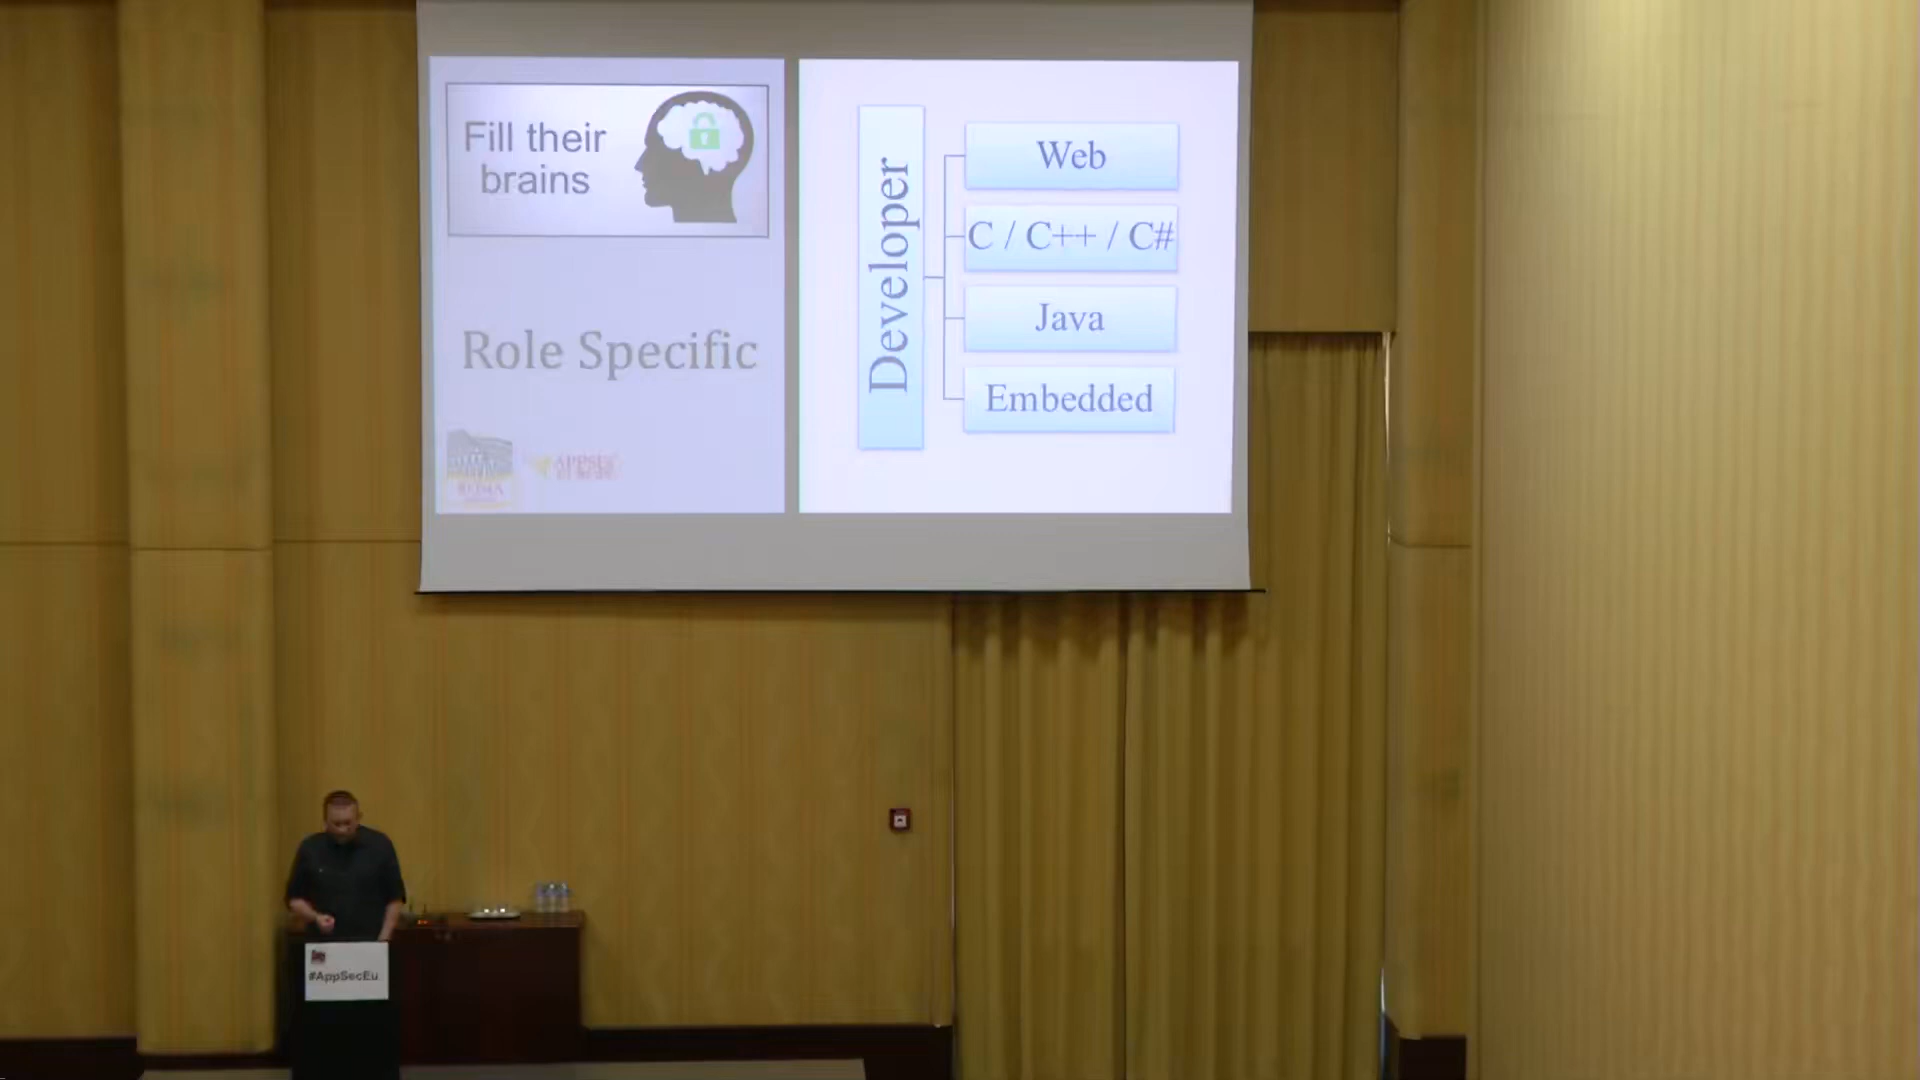 Fill their
brains
Role Specific
Developer
Web
C / C++ / C#
Java
Embedded
#AppSecEu